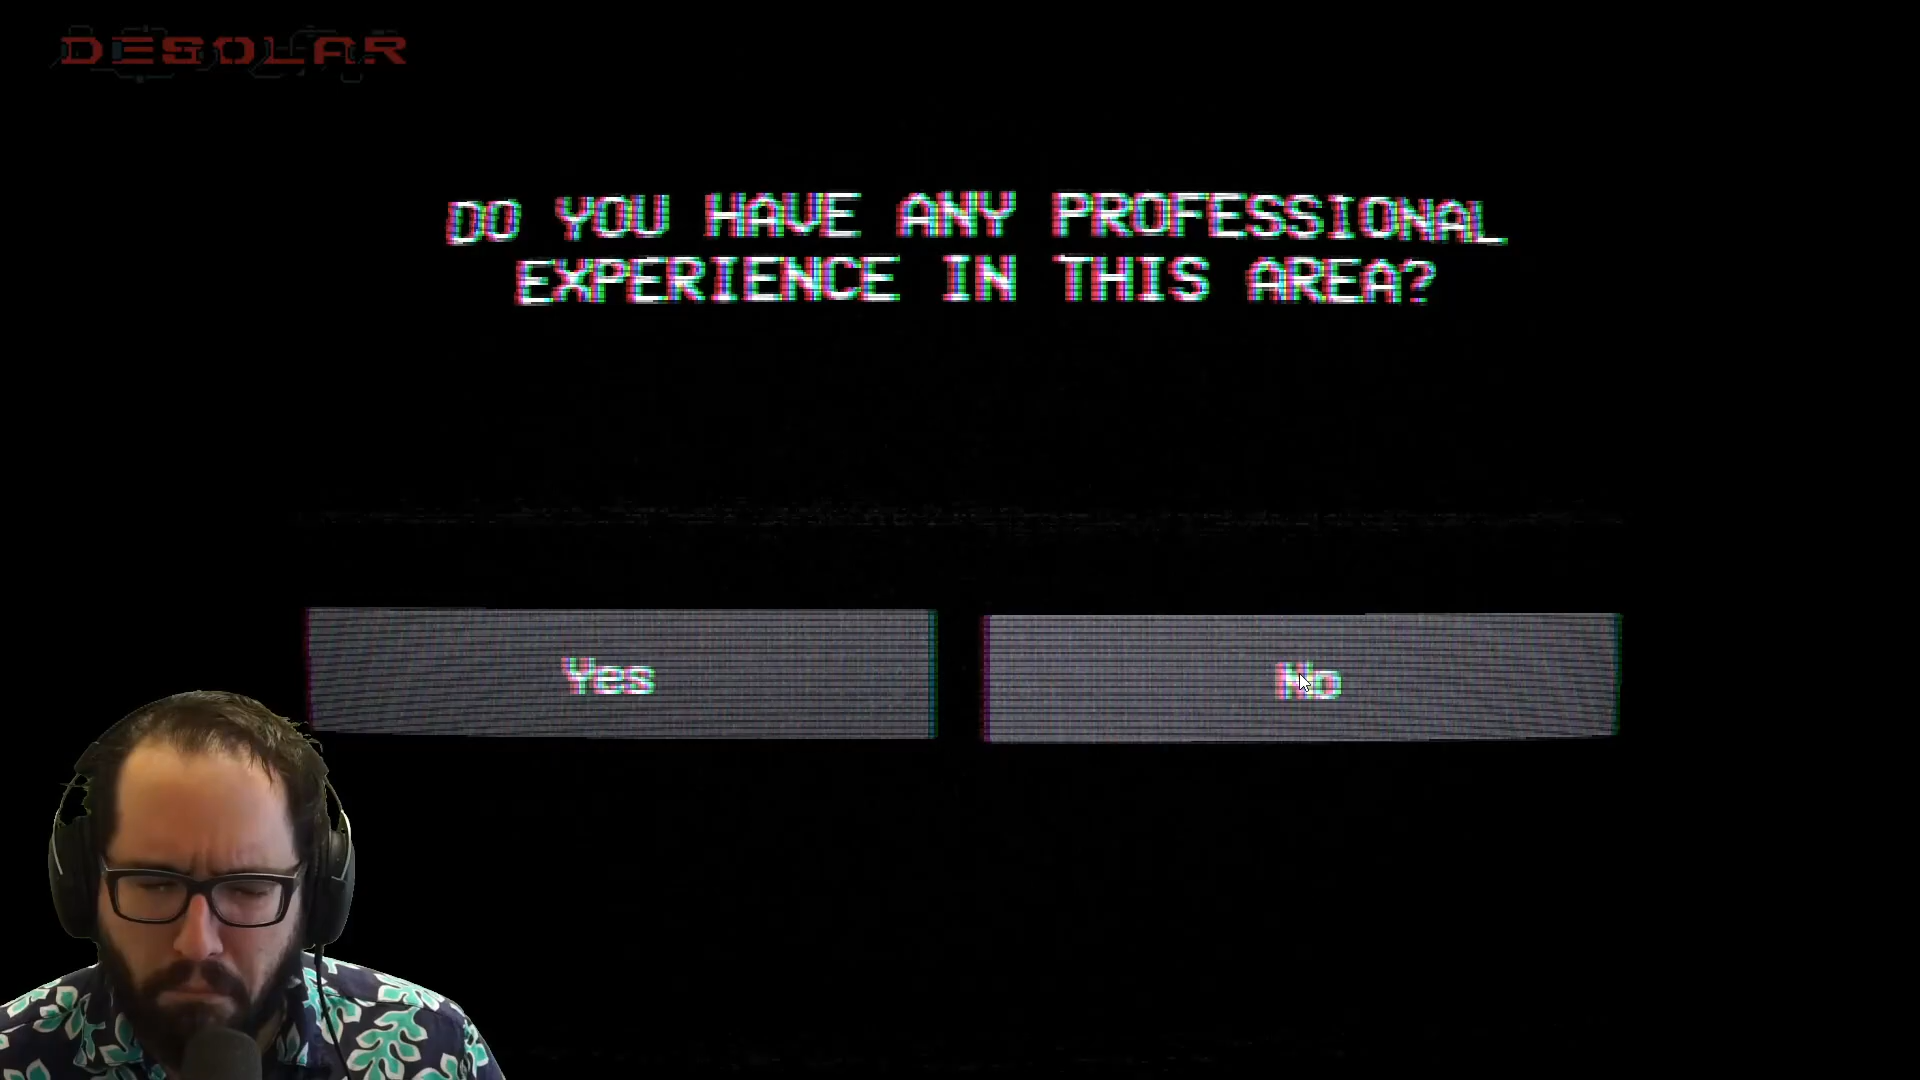 DESOLAR
DO YOU HAVE ANY PROFESSIONAL
EXPERIENCE IN THIS AREA?
Yes
No